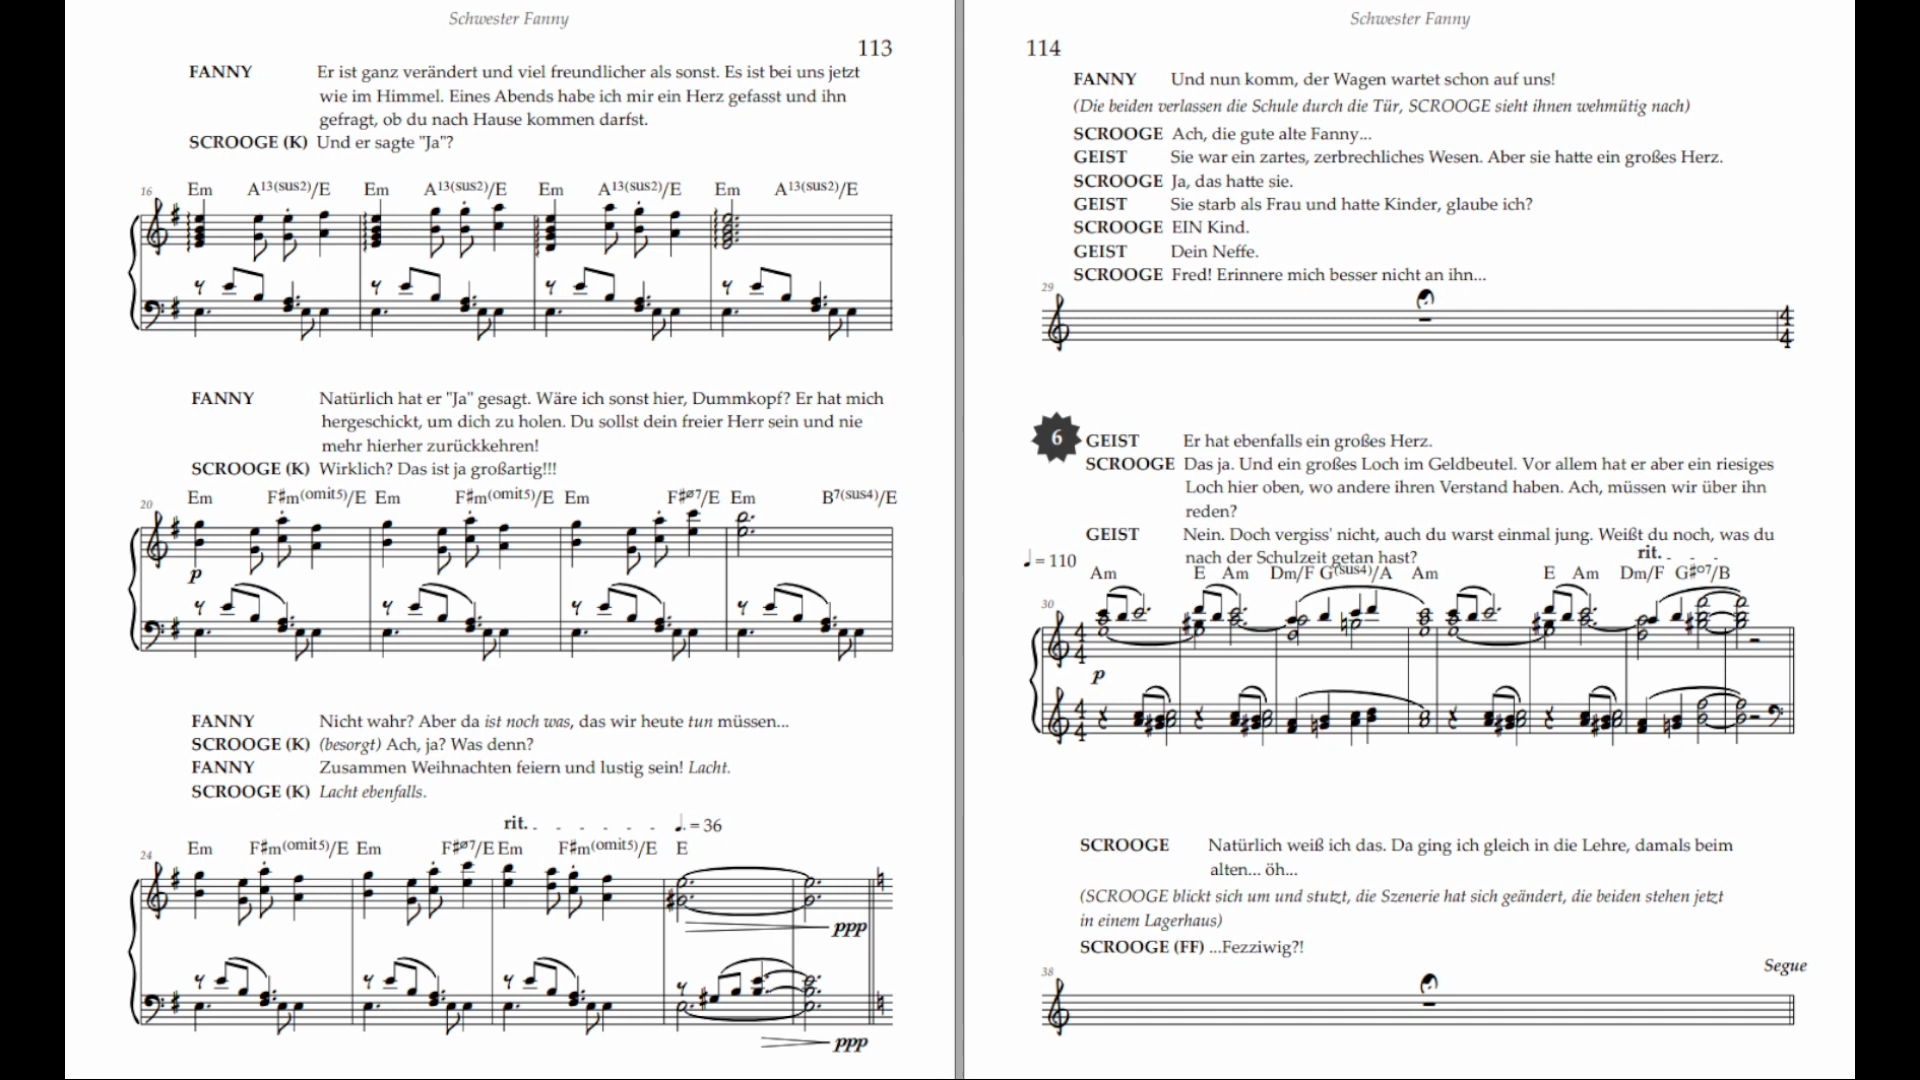 Schwester Fanny
113
FANNY Er ist ganz verändert und viel freundlicher als sonst. Es ist bei uns jetzt
wie im Himmel. Eines Abends habe ich mir ein Herz gefasst und ihn
gefragt, ob du nach Hause kommen darfst.
SCROOGE (K) Und er sagte "Ja"?
16 Em A13(sus2)/E Em A13(sus2)/E Em A13(sus2)/E Em A13(sus2)/E
FANNY Natürlich hat er "Ja" gesagt. Wäre ich sonst hier, Dummkopf? Er hat mich
hergeschickt, um dich zu holen. Du sollst dein freier Herr sein und nie
mehr hierher zurückkehren!
SCROOGE (K) Wirklich? Das ist ja großartig!!!
20 Em F♯m(omit5)/E Em F♯m(omit5)/E Em F♯ø7/E Em B7(sus4)/E
p
FANNY Nicht wahr? Aber da ist noch was, das wir heute tun müssen...
SCROOGE (K) (besorgt) Ach, ja? Was denn?
FANNY Zusammen Weihnachten feiern und lustig sein! Lacht.
SCROOGE (K) Lacht ebenfalls.
rit. ♩. = 36
24 Em F♯m(omit5)/E Em F♯ø7/E Em F♯m(omit5)/E E
ppp
ppp
Schwester Fanny
114
FANNY Und nun komm, der Wagen wartet schon auf uns!
(Die beiden verlassen die Schule durch die Tür, SCROOGE sieht ihnen wehmütig nach)
SCROOGE Ach, die gute alte Fanny...
GEIST Sie war ein zartes, zerbrechliches Wesen. Aber sie hatte ein großes Herz.
SCROOGE Ja, das hatte sie.
GEIST Sie starb als Frau und hatte Kinder, glaube ich?
SCROOGE EIN Kind.
GEIST Dein Neffe.
SCROOGE Fred! Erinnere mich besser nicht an ihn...
29
4
4
6 GEIST Er hat ebenfalls ein großes Herz.
SCROOGE Das ja. Und ein großes Loch im Geldbeutel. Vor allem hat er aber ein riesiges
Loch hier oben, wo andere ihren Verstand haben. Ach, müssen wir über ihn
reden?
GEIST Nein. Doch vergiss' nicht, auch du warst einmal jung. Weißt du noch, was du
nach der Schulzeit getan hast?
♩ = 110 rit.
Am E Am Dm/F G(sus4)/A Am E Am Dm/F G♯o7/B
30
4
4
p
4
4
SCROOGE Natürlich weiß ich das. Da ging ich gleich in die Lehre, damals beim
alten... öh...
(SCROOGE blickt sich um und stutzt, die Szenerie hat sich geändert, die beiden stehen jetzt
in einem Lagerhaus)
SCROOGE (FF) ...Fezziwig?!
Segue
38